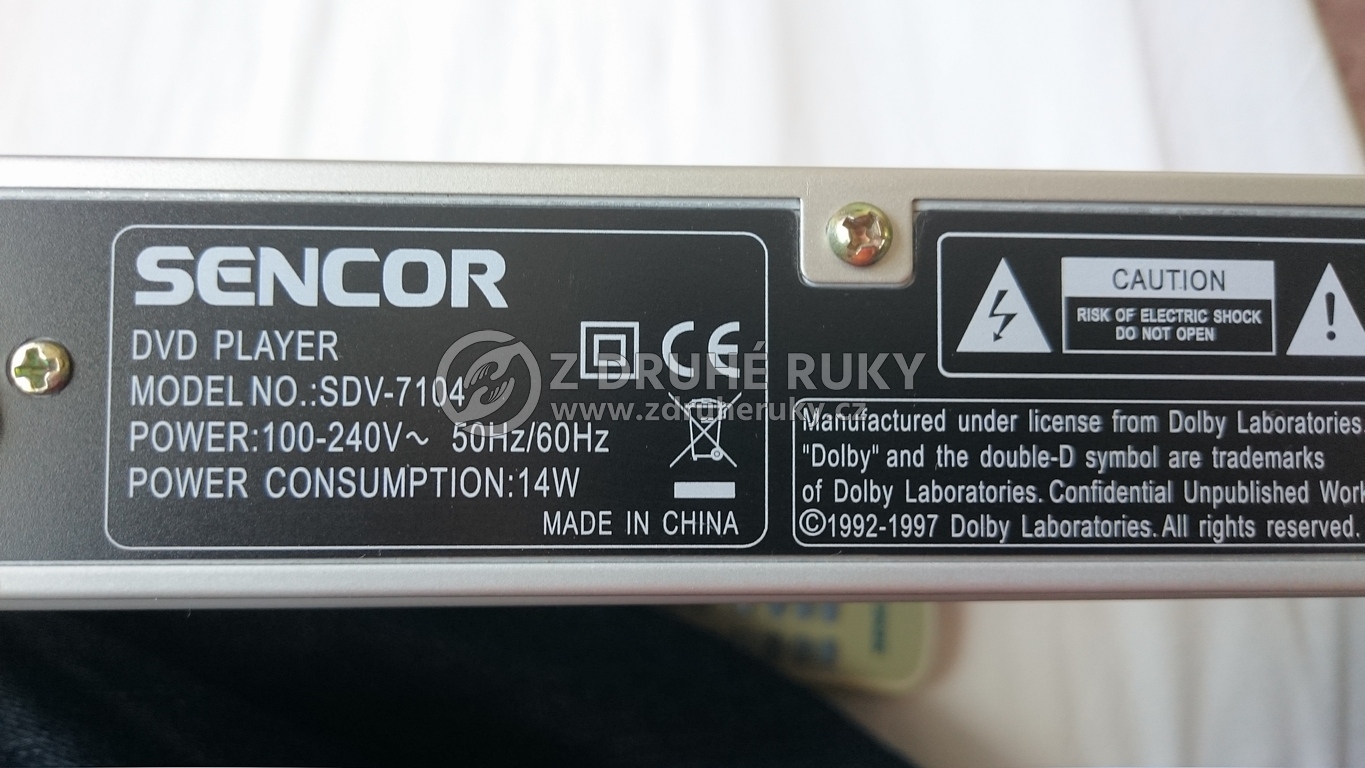 SENCOR
DVD PLAYER
MODEL NO.:SDV-7104
POWER:100-240V~ 50Hz/60Hz
POWER CONSUMPTION:14W
MADE IN CHINA
CE
Z DRUHÉ RUKY
www.zdruheruky.cz
CAUTION
RISK OF ELECTRIC SHOCK
DO NOT OPEN
Manufactured under license from Dolby Laboratories.
"Dolby" and the double-D symbol are trademarks
of Dolby Laboratories. Confidential Unpublished
©1992-1997 Dolby Laboratories. All rights reserved.